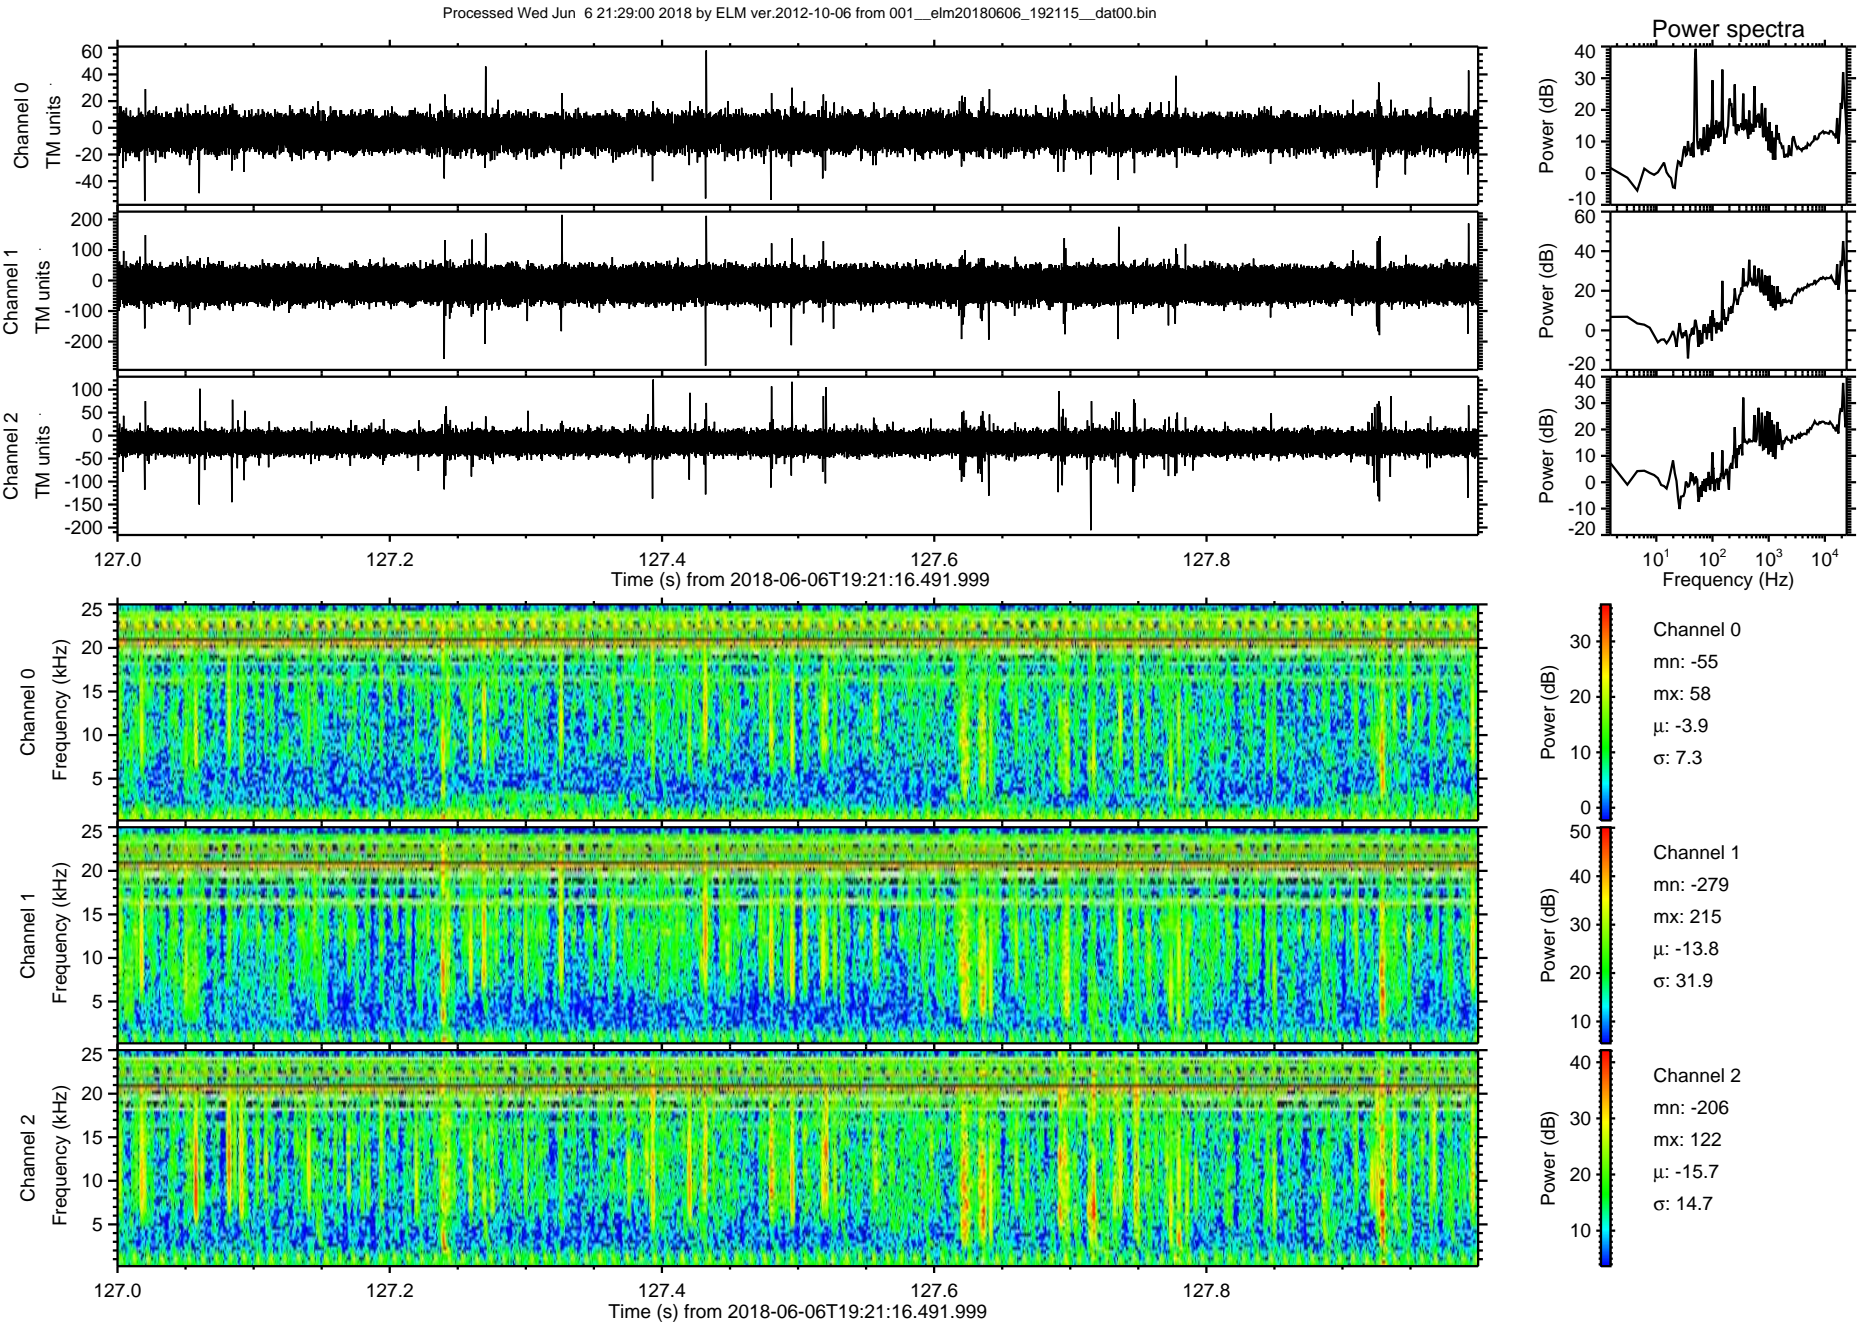 Processed Wed Jun  6 21:29:00 2018 by ELM ver.2012-10-06 from 001__elm20180606_192115__dat00.bin
Power spectra
Channel 0
TM units
60
40
20
0
-20
-40
Power (dB)
40
30
20
10
0
-10
Channel 1
TM units
200
100
0
-100
-200
Power (dB)
60
40
20
0
-20
Channel 2
TM units
100
50
0
-50
-100
-150
-200
Power (dB)
40
30
20
10
0
-10
-20
127.0 127.2 127.4 127.6 127.8
Time (s) from 2018-06-06T19:21:16.491.999
10^1 10^2 10^3 10^4
Frequency (Hz)
Channel 0
Frequency (kHz)
25
20
15
10
5
Power (dB)
30
20
10
0
Channel 0
mn: -55
mx: 58
μ: -3.9
σ: 7.3
Channel 1
Frequency (kHz)
25
20
15
10
5
Power (dB)
50
40
30
20
10
Channel 1
mn: -279
mx: 215
μ: -13.8
σ: 31.9
Channel 2
Frequency (kHz)
25
20
15
10
5
Power (dB)
40
30
20
10
Channel 2
mn: -206
mx: 122
μ: -15.7
σ: 14.7
127.0 127.2 127.4 127.6 127.8
Time (s) from 2018-06-06T19:21:16.491.999